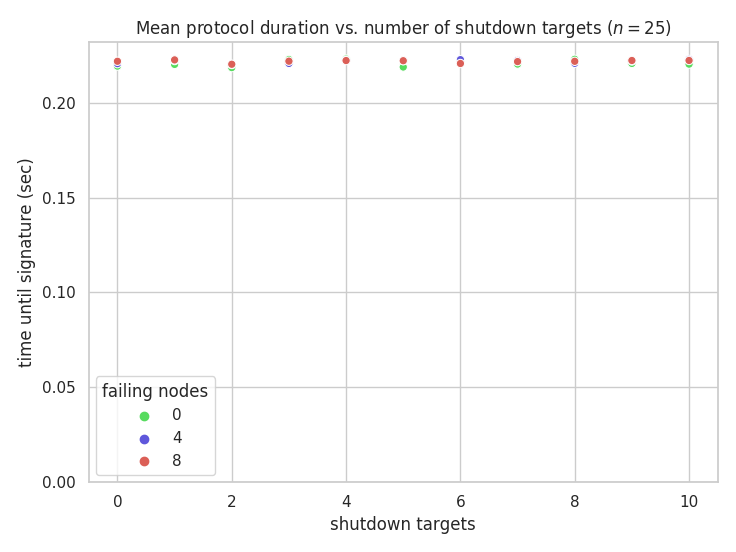 Mean protocol duration vs. number of shutdown targets (n = 25)
time until signature (sec)
0.20
0.15
0.10
0.05
0.00
failing nodes
0
4
8
0 2 4 6 8 10
shutdown targets